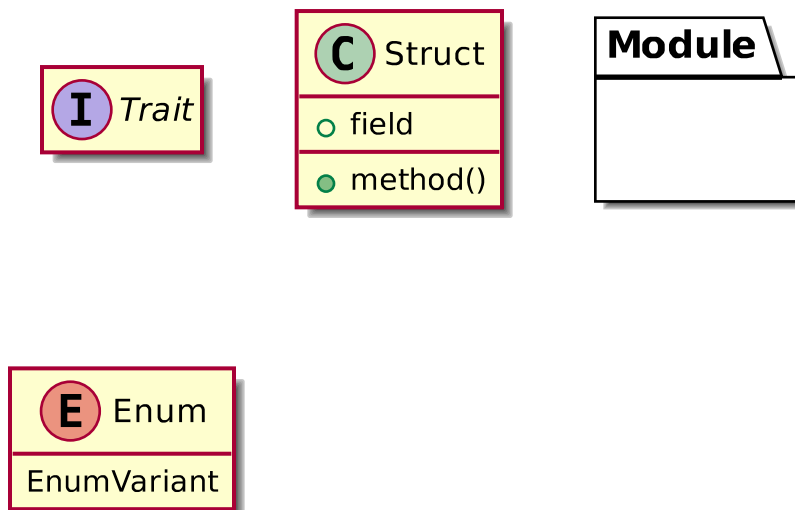 I Trait
C Struct
field
method()
Module
E Enum
EnumVariant